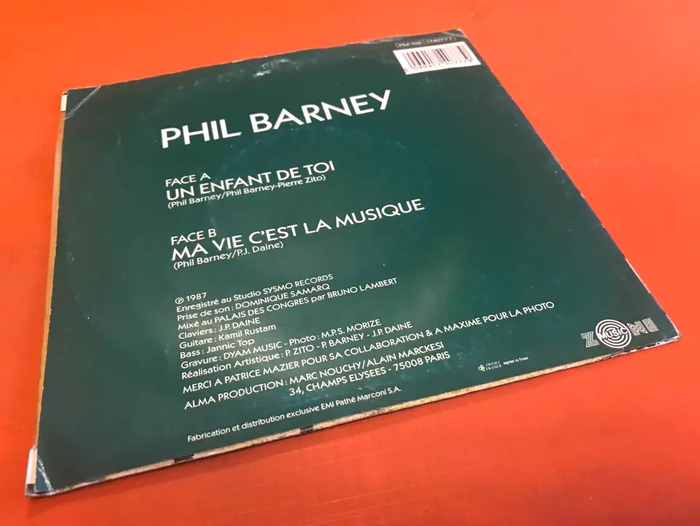 PHIL BARNEY
FACE A
UN ENFANT DE TOI
(Phil Barney/Phil Barney-Pierre Zito)
FACE B
MA VIE C'EST LA MUSIQUE
(Phil Barney/P.J. Daine)
℗ 1987
Enregistré au Studio SYSMO RECORDS
Prise de son : DOMINIQUE SAMARQ
Mixé au PALAIS DES CONGRES par BRUNO LAMBERT
Claviers : J.P. DAINE
Guitare : Kamil Rustam
Bass : Jannic Top
Gravure : DYAM MUSIC - Photo : M.P.S. MORIZE
Réalisation Artistique : P. ZITO - P. BARNEY - J.P. DAINE
MERCI A PATRICE MAZIER POUR SA COLLABORATION & A MAXIME POUR LA PHOTO
ALMA PRODUCTION : MARC NOUCHY/ALAIN MARCKESI
34, CHAMPS ELYSEES - 75008 PARIS
Fabrication et distribution exclusive EMI Pathé Marconi S.A.
ZONE
MUSIC